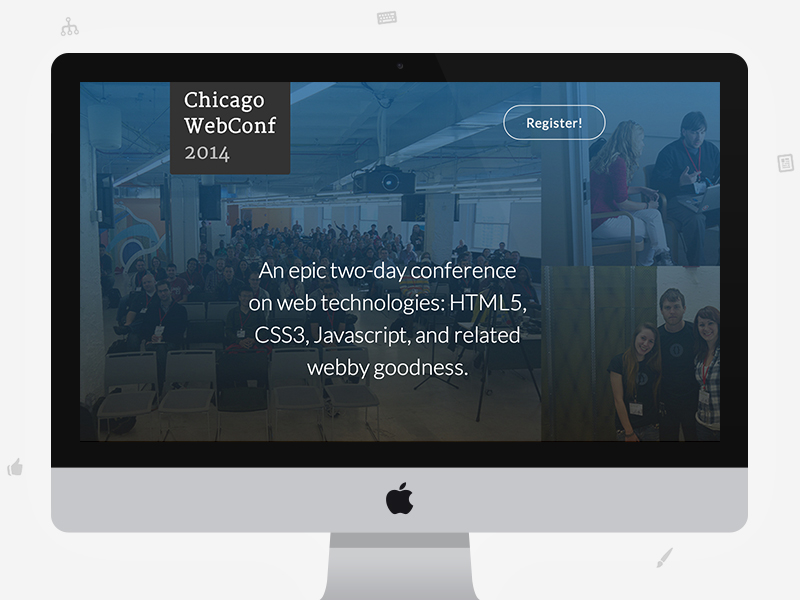 Chicago
WebConf
2014
Register!
An epic two-day conference
on web technologies: HTML5,
CSS3, Javascript, and related
webby goodness.